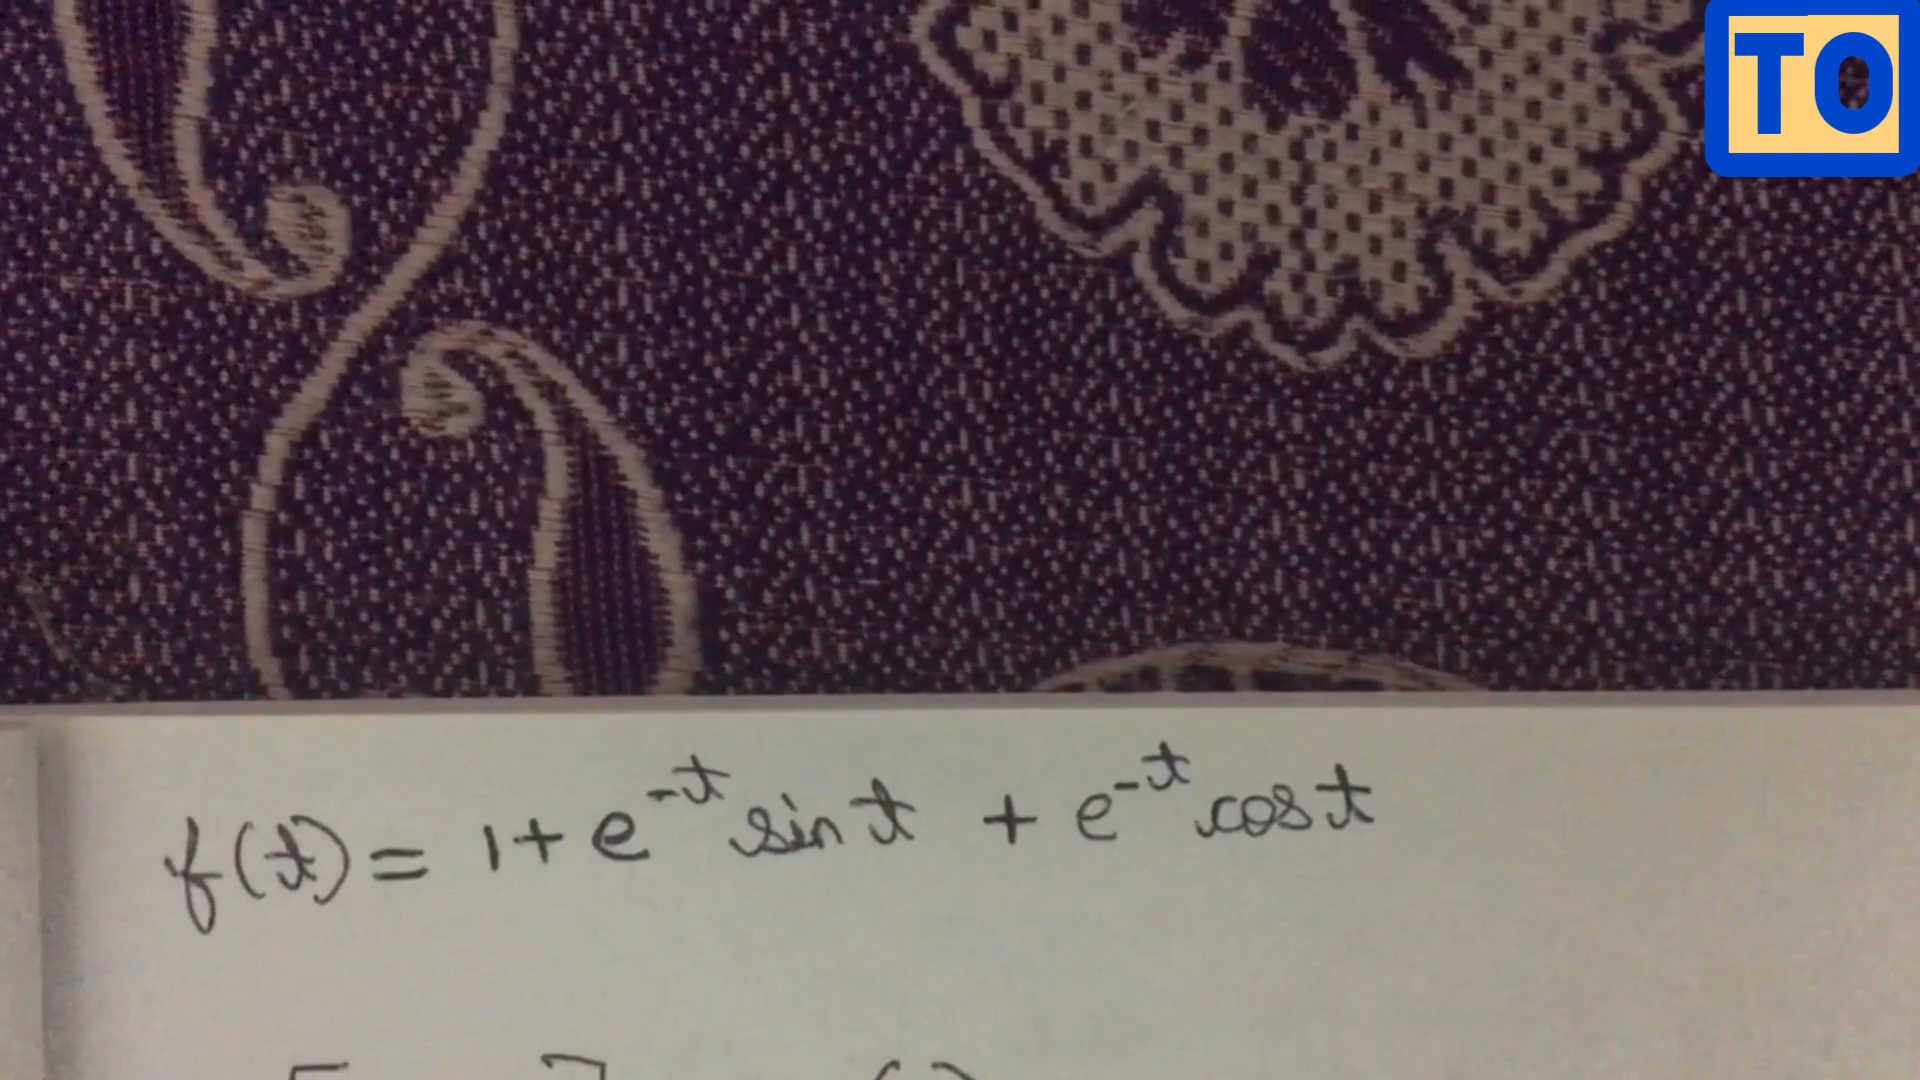 TO
f(t) = 1 + e^{-t} sin t + e^{-t} cos t